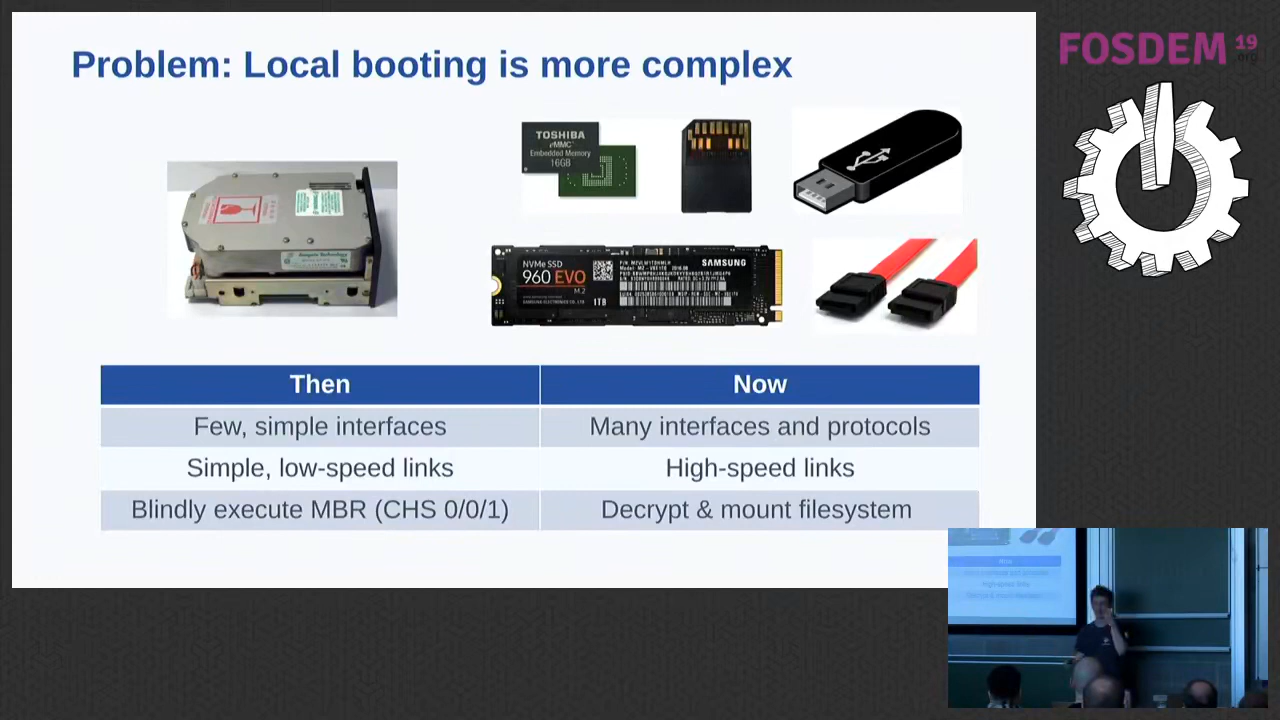 Problem: Local booting is more complex
FOSDEM 19
.org
TOSHIBA
eMMC
Embedded Memory
16GB
NVMe SSD
960 EVO
M.2
1TB
SAMSUNG
Then
Now
Few, simple interfaces
Many interfaces and protocols
Simple, low-speed links
High-speed links
Blindly execute MBR (CHS 0/0/1)
Decrypt & mount filesystem